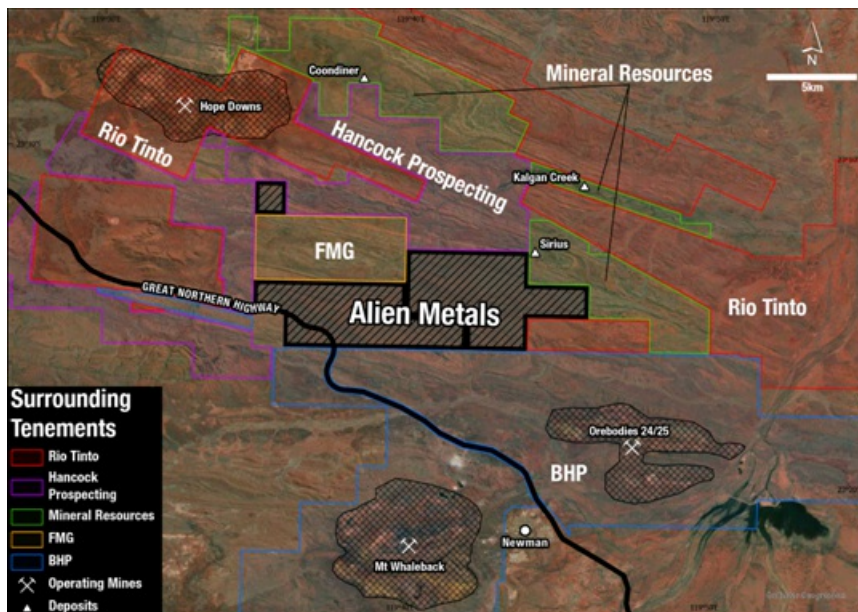 Coondiner
Mineral Resources
N
5km
Hope Downs
Rio Tinto
Hancock Prospecting
Kalgan Creek
FMG
Sirius
GREAT NORTHERN HIGHWAY
Alien Metals
Rio Tinto
Surrounding
Tenements
Rio Tinto
Hancock
Prospecting
Mineral Resources
FMG
BHP
Operating Mines
Deposits
Orebodies 24/25
BHP
Mt Whaleback
Newman